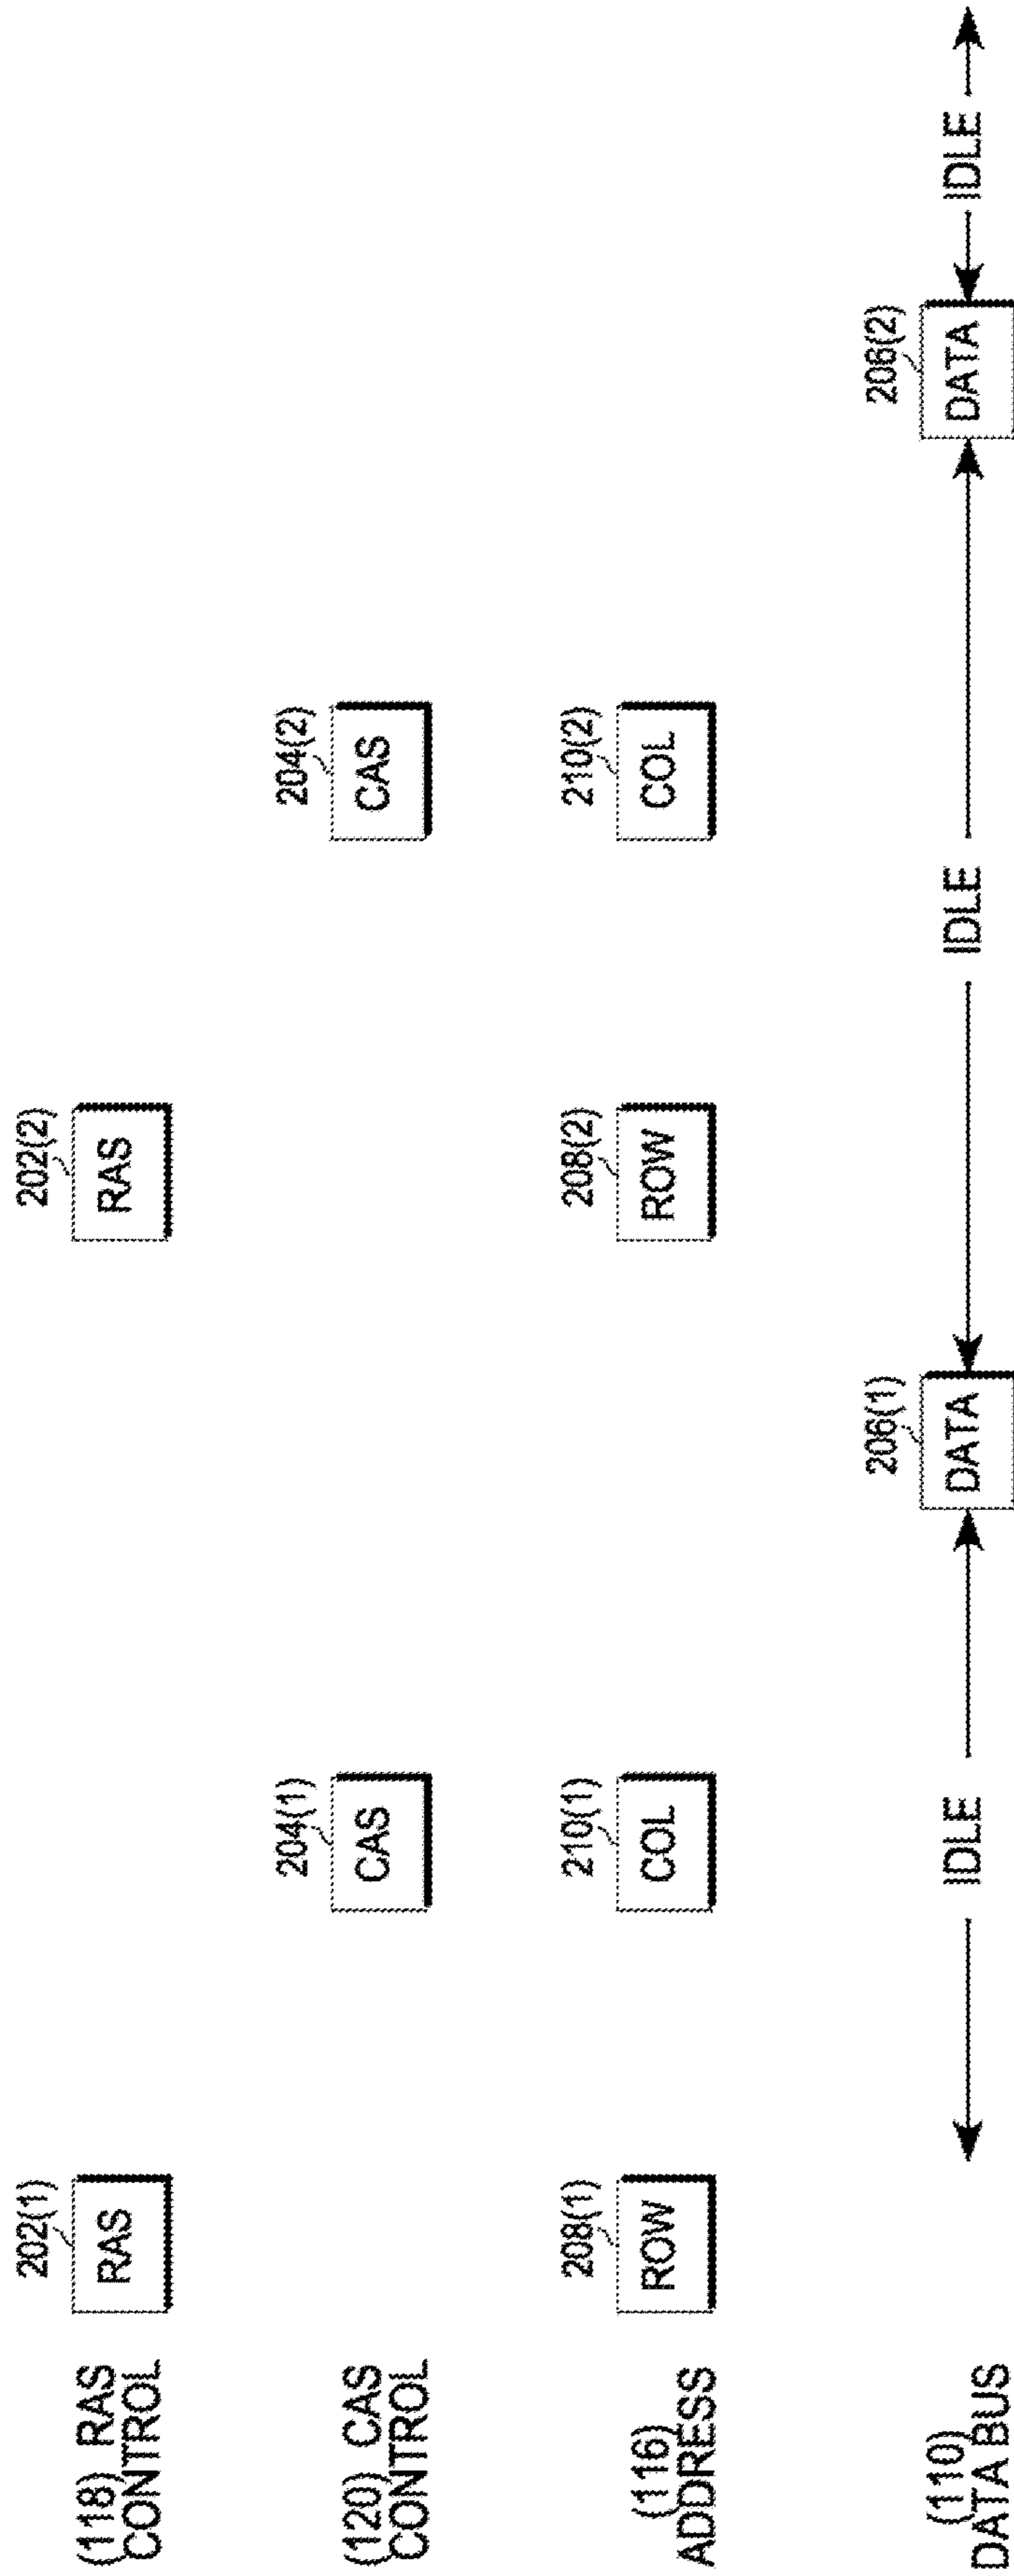 (118) RAS
CONTROL
202(1)
RAS
202(2)
RAS
(120) CAS
CONTROL
204(1)
CAS
204(2)
CAS
(116)
ADDRESS
208(1)
ROW
210(1)
COL
208(2)
ROW
210(2)
COL
(110)
DATA BUS
IDLE
206(1)
DATA
IDLE
206(2)
DATA
IDLE